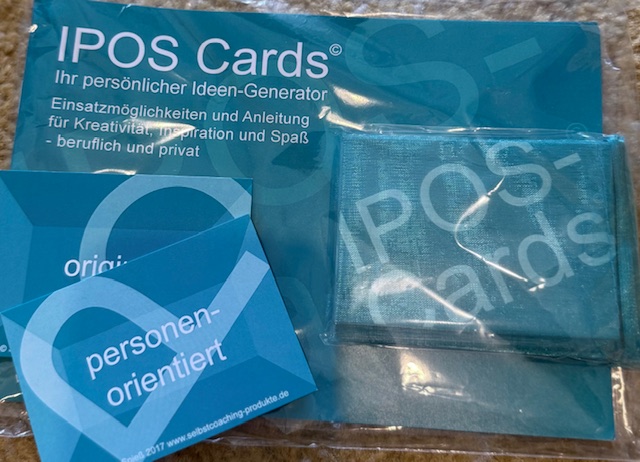 IPOS Cards©
Ihr persönlicher Ideen-Generator
Einsatzmöglichkeiten und Anleitung
für Kreativität, Inspiration und Spaß
- beruflich und privat
IPOS-
Cards
personen-
orientiert
2017 www.selbstcoaching-produkte.de